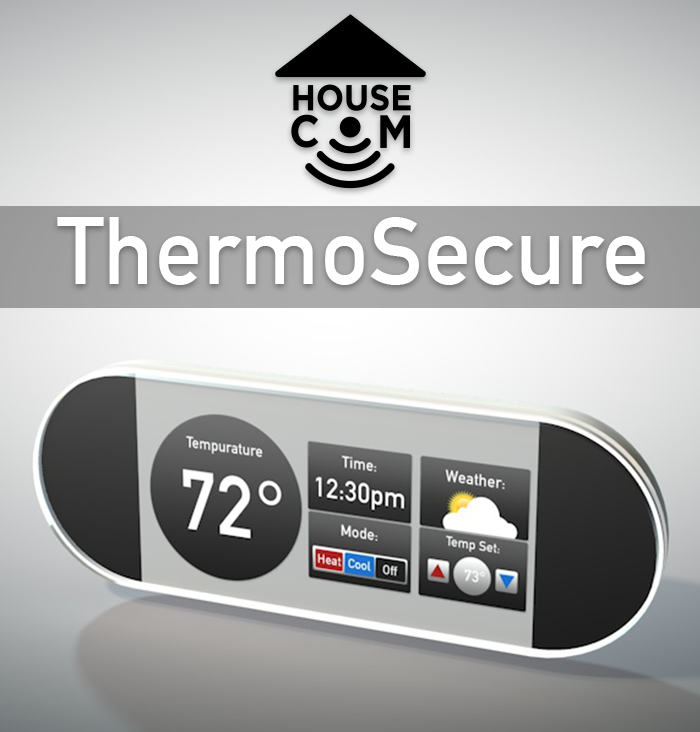 HOUSE
COM
ThermoSecure
Tempurature
72°
Time:
12:30pm
Mode:
Heat Cool Off
Weather:
Temp Set:
73°